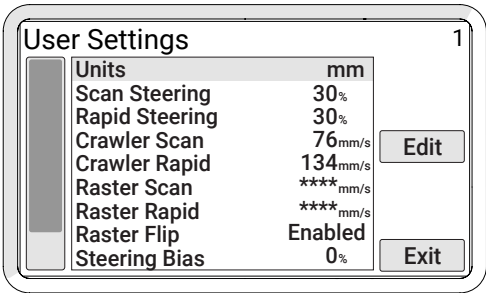 User Settings 1
Units mm
Scan Steering 30%
Rapid Steering 30%
Crawler Scan 76mm/s
Crawler Rapid 134mm/s
Raster Scan ****mm/s
Raster Rapid ****mm/s
Raster Flip Enabled
Steering Bias 0%
Edit
Exit